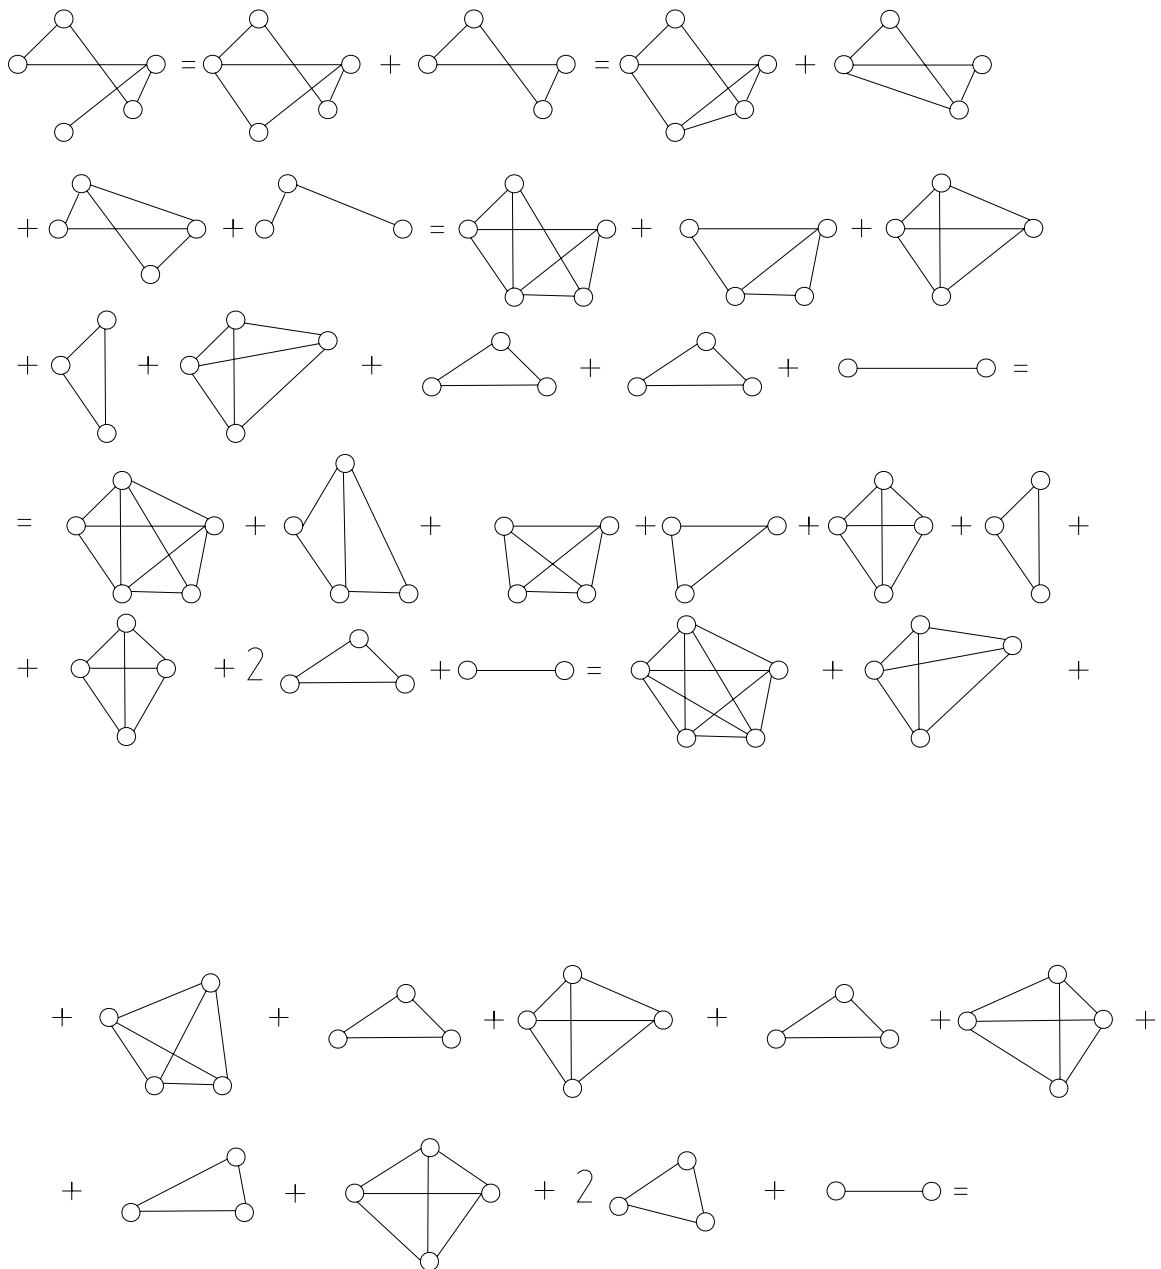 = + = +
+ + = + +
+ + + + + =
= + + + + + +
+ + 2 + = + +
+ + + + + +
+ + + 2 + =